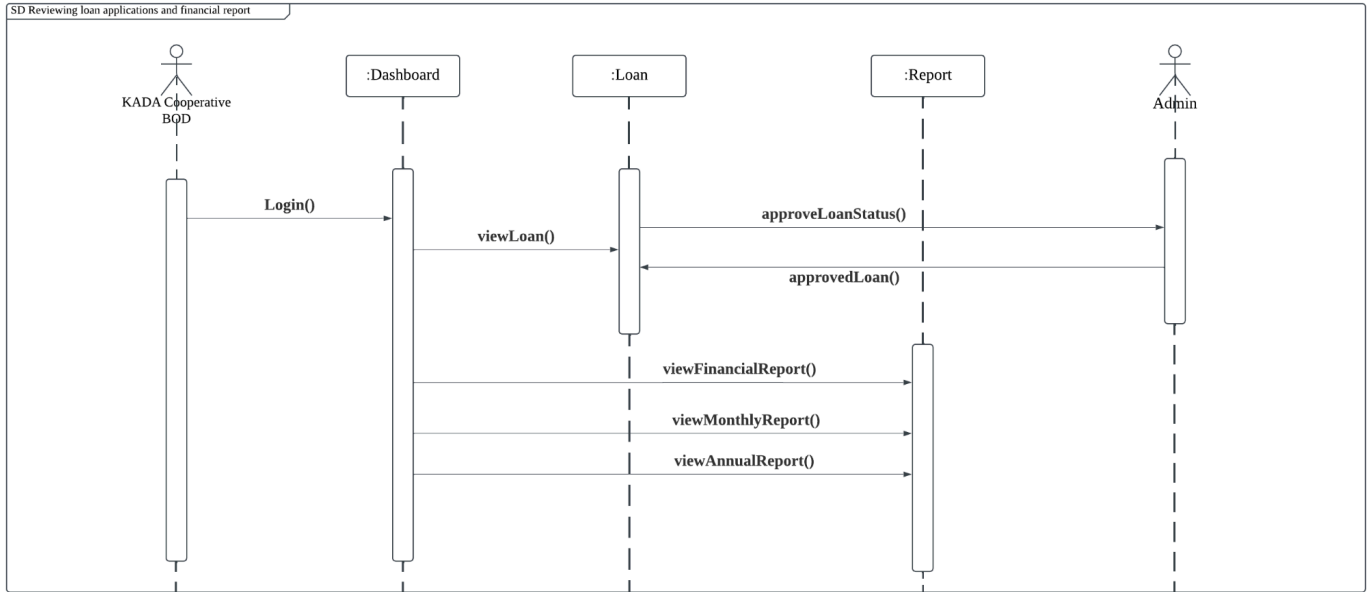 SD Reviewing loan applications and financial report
KADA Cooperative
BOD
:Dashboard
:Loan
:Report
Admin
Login()
approveLoanStatus()
viewLoan()
approvedLoan()
viewFinancialReport()
viewMonthlyReport()
viewAnnualReport()